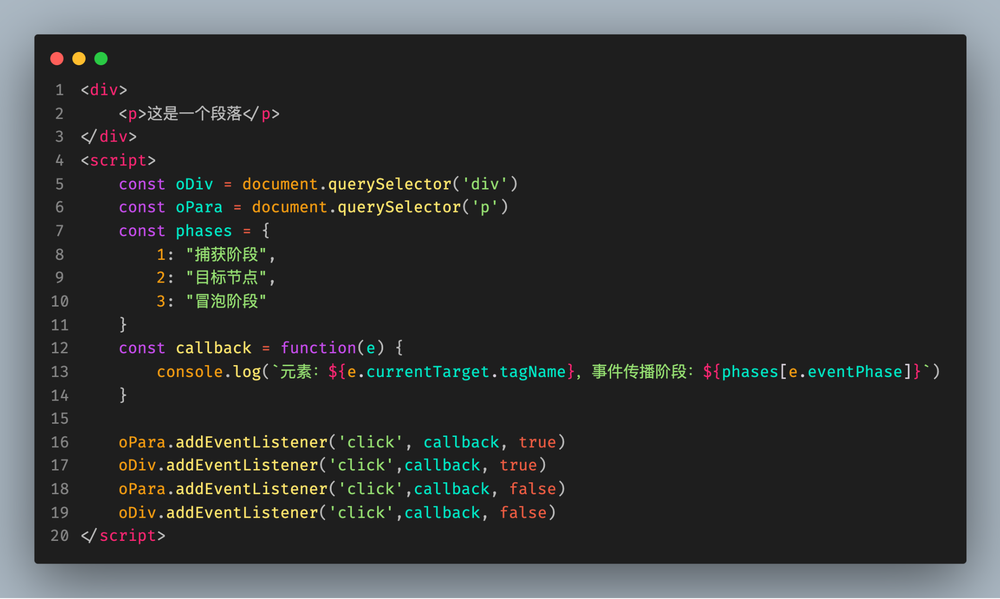 1 <div>
2     <p>这是一个段落</p>
3 </div>
4 <script>
5     const oDiv = document.querySelector('div')
6     const oPara = document.querySelector('p')
7     const phases = {
8         1: "捕获阶段",
9         2: "目标节点",
10         3: "冒泡阶段"
11     }
12     const callback = function(e) {
13         console.log(`元素：${e.currentTarget.tagName}，事件传播阶段：${phases[e.eventPhase]}`)
14     }
15
16     oPara.addEventListener('click', callback, true)
17     oDiv.addEventListener('click',callback, true)
18     oPara.addEventListener('click',callback, false)
19     oDiv.addEventListener('click',callback, false)
20 </script>